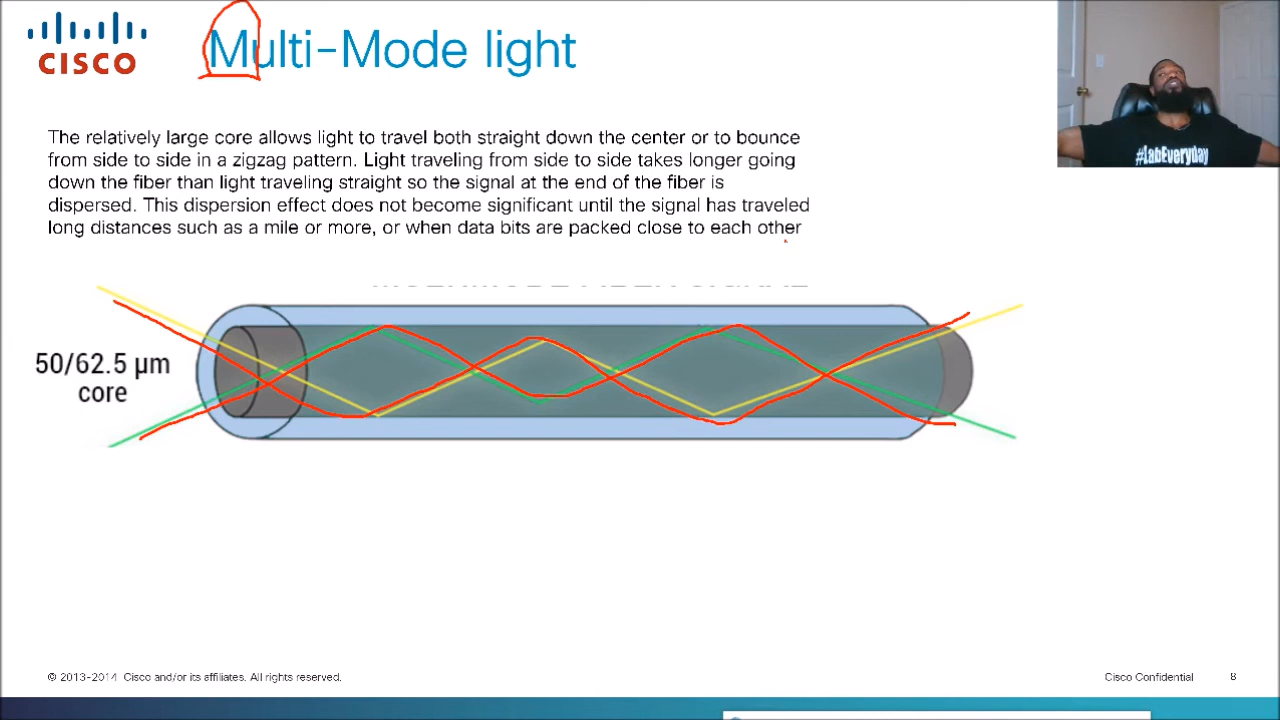 CISCO
Multi-Mode light
#LabEveryday
The relatively large core allows light to travel both straight down the center or to bounce
from side to side in a zigzag pattern. Light traveling from side to side takes longer going
down the fiber than light traveling straight so the signal at the end of the fiber is
dispersed. This dispersion effect does not become significant until the signal has traveled
long distances such as a mile or more, or when data bits are packed close to each other
50/62.5 µm
core
© 2013-2014 Cisco and/or its affiliates. All rights reserved.
Cisco Confidential
8